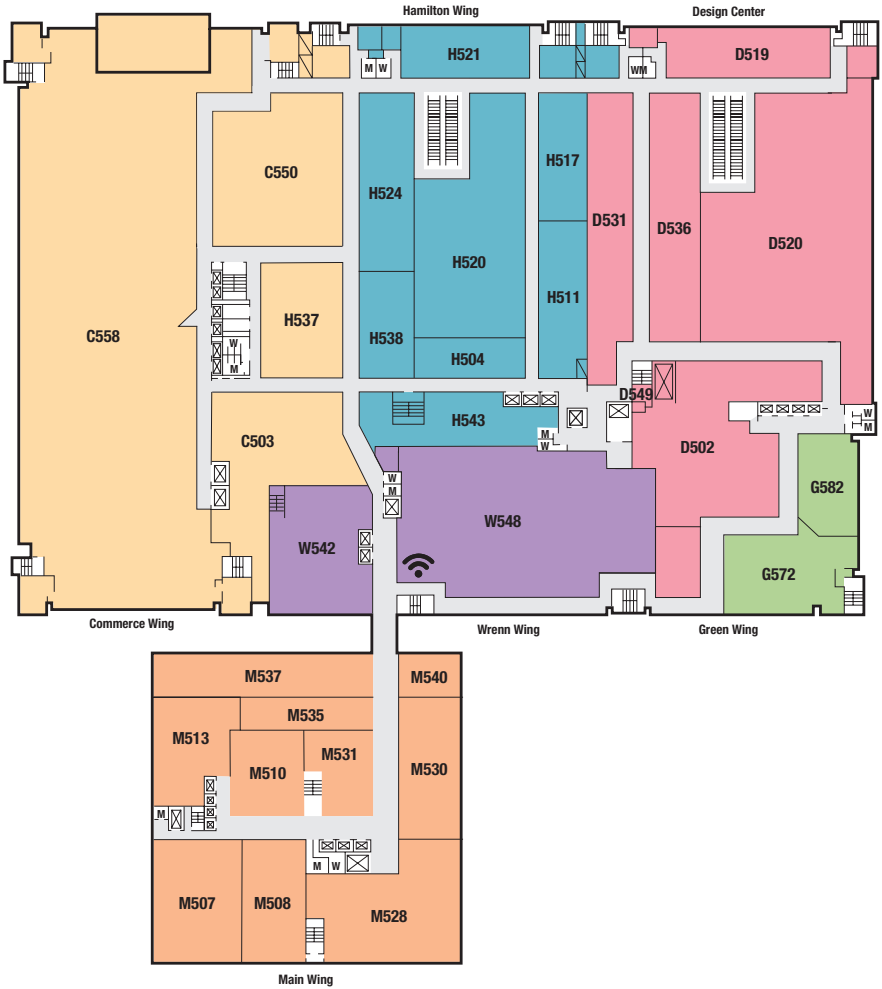 Hamilton Wing
Design Center
H521
D519
M W
WM
C550
H524
H517
D531
D536
D520
H520
H511
H537
H538
C558
W
M
H504
D549
H543
C503
M
W
D502
W
M
W
M
G582
W542
W548
G572
Commerce Wing
Wrenn Wing
Green Wing
M537
M540
M535
M513
M531
M510
M530
M
M W
M507
M508
M528
Main Wing